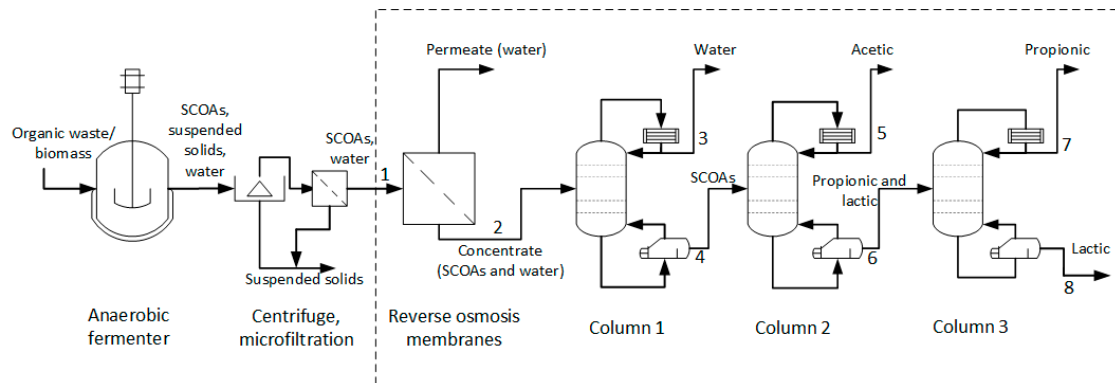 Permeate (water)
Water
Acetic
Propionic
Organic waste/
biomass
SCOAs,
suspended
solids,
water
SCOAs,
water
1
2
Concentrate
(SCOAs and water)
3
SCOAs
4
5
Propionic and
lactic
6
7
Lactic
8
Suspended solids
Anaerobic
fermenter
Centrifuge,
microfiltration
Reverse osmosis
membranes
Column 1
Column 2
Column 3